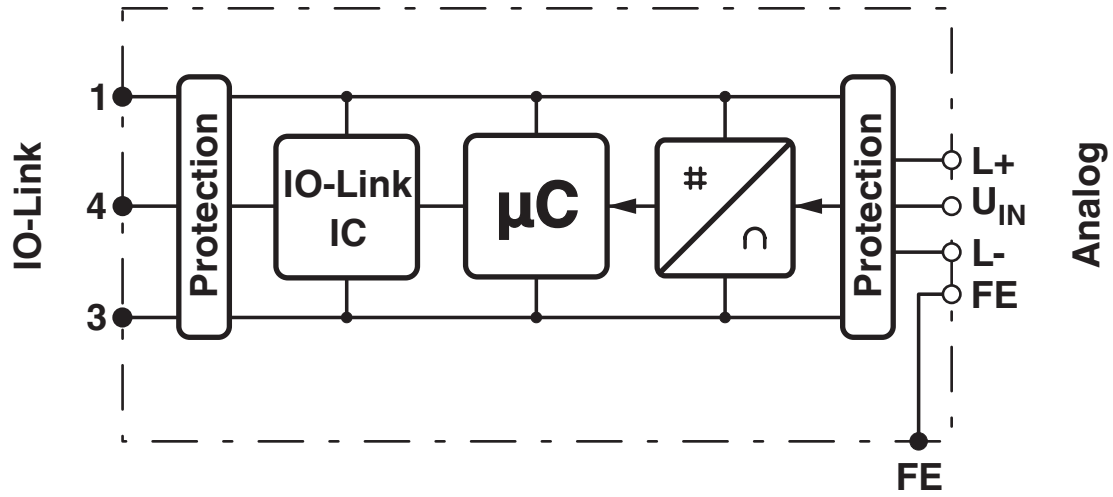 IO-Link
1
4
3
Protection
IO-Link
IC
µC
#
∩
Protection
L+
UIN
L-
FE
Analog
FE